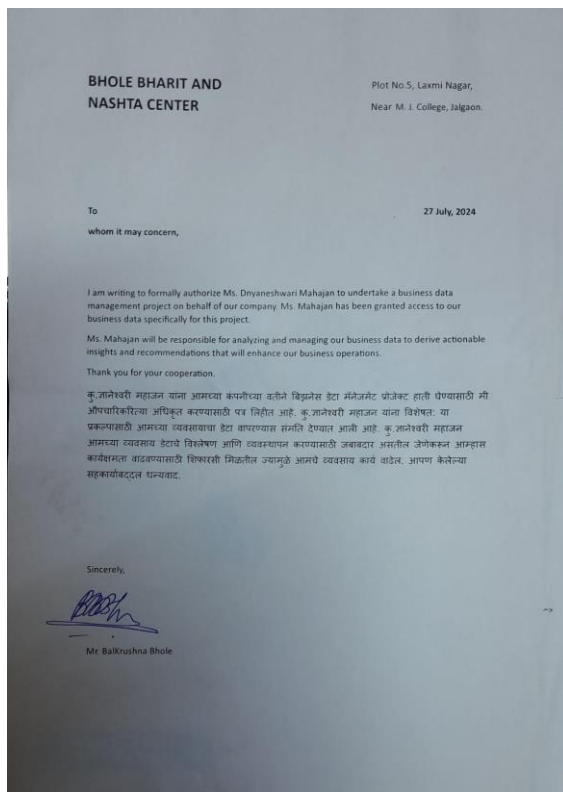 BHOLE BHARIT AND
NASHTA CENTER
Plot No.5, Laxmi Nagar,
Near M. J. College, Jalgaon.
To
27 July, 2024
whom it may concern,
I am writing to formally authorize Ms. Dnyaneshwari Mahajan to undertake a business data
management project on behalf of our company. Ms. Mahajan has been granted access to our
business data specifically for this project.
Ms. Mahajan will be responsible for analyzing and managing our business data to derive actionable
insights and recommendations that will enhance our business operations.
Thank you for your cooperation.
कु.ज्ञानेश्वरी महाजन यांना आमच्या कंपनीच्या वतीने बिझनेस डेटा मॅनेजमेंट प्रोजेक्ट हाती घेण्यासाठी मी
औपचारिकरित्या अधिकृत करण्यासाठी पत्र लिहीत आहे. कु.ज्ञानेश्वरी महाजन यांना विशेषत: या
प्रकल्पासाठी आमच्या व्यवसायाचा डेटा वापरण्यास संमति देण्यात आली आहे. कु.ज्ञानेश्वरी महाजन
आमच्या व्यवसाय डेटाचे विश्लेषण आणि व्यवस्थापन करण्यासाठी जबाबदार असतील जेणेकरून आम्हास
कार्यक्षमता वाढवण्यासाठी शिफारसी मिळतील ज्यामुळे आमचे व्यवसाय कार्य वाढेल. आपण केलेल्या
सहकार्याबद्दल धन्यवाद.
Sincerely,
Mr. BalKrushna Bhole